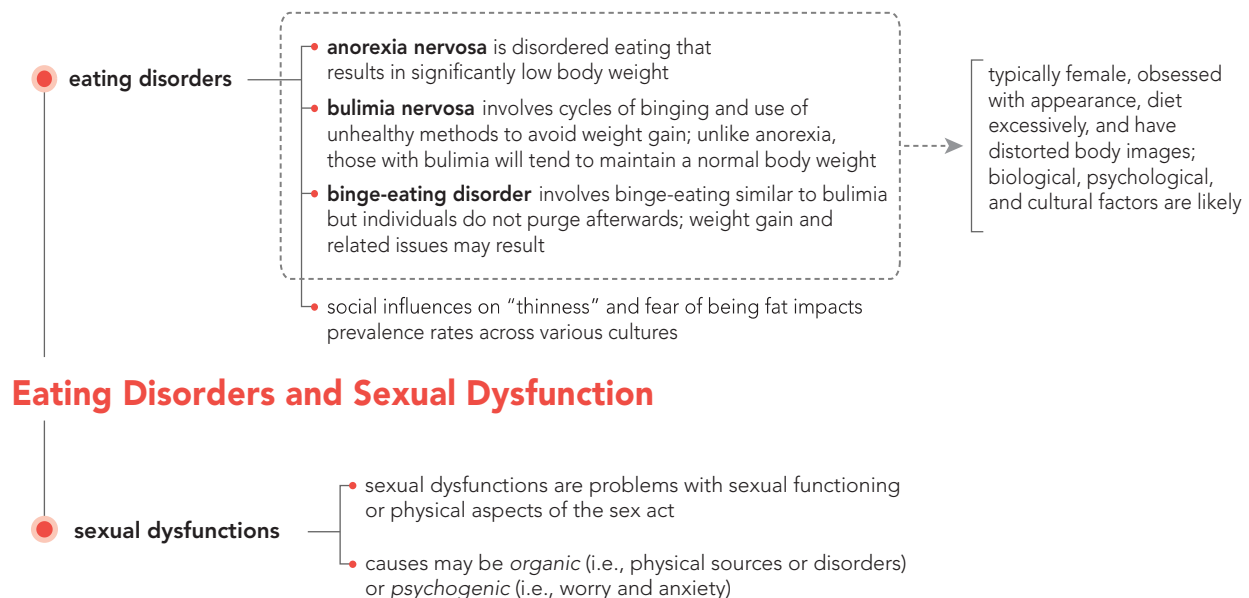 anorexia nervosa is disordered eating that
results in significantly low body weight
eating disorders
bulimia nervosa involves cycles of binging and use of
unhealthy methods to avoid weight gain; unlike anorexia,
those with bulimia will tend to maintain a normal body weight
binge-eating disorder involves binge-eating similar to bulimia
but individuals do not purge afterwards; weight gain and
related issues may result
typically female, obsessed
with appearance, diet
excessively, and have
distorted body images;
biological, psychological,
and cultural factors are likely
social influences on “thinness” and fear of being fat impacts
prevalence rates across various cultures
Eating Disorders and Sexual Dysfunction
sexual dysfunctions
sexual dysfunctions are problems with sexual functioning
or physical aspects of the sex act
causes may be organic (i.e., physical sources or disorders)
or psychogenic (i.e., worry and anxiety)